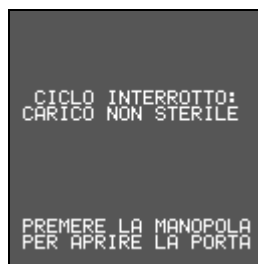 CICLO INTERROTTO:
CARICO NON STERILE
PREMERE LA MANOPOLA
PER APRIRE LA PORTA